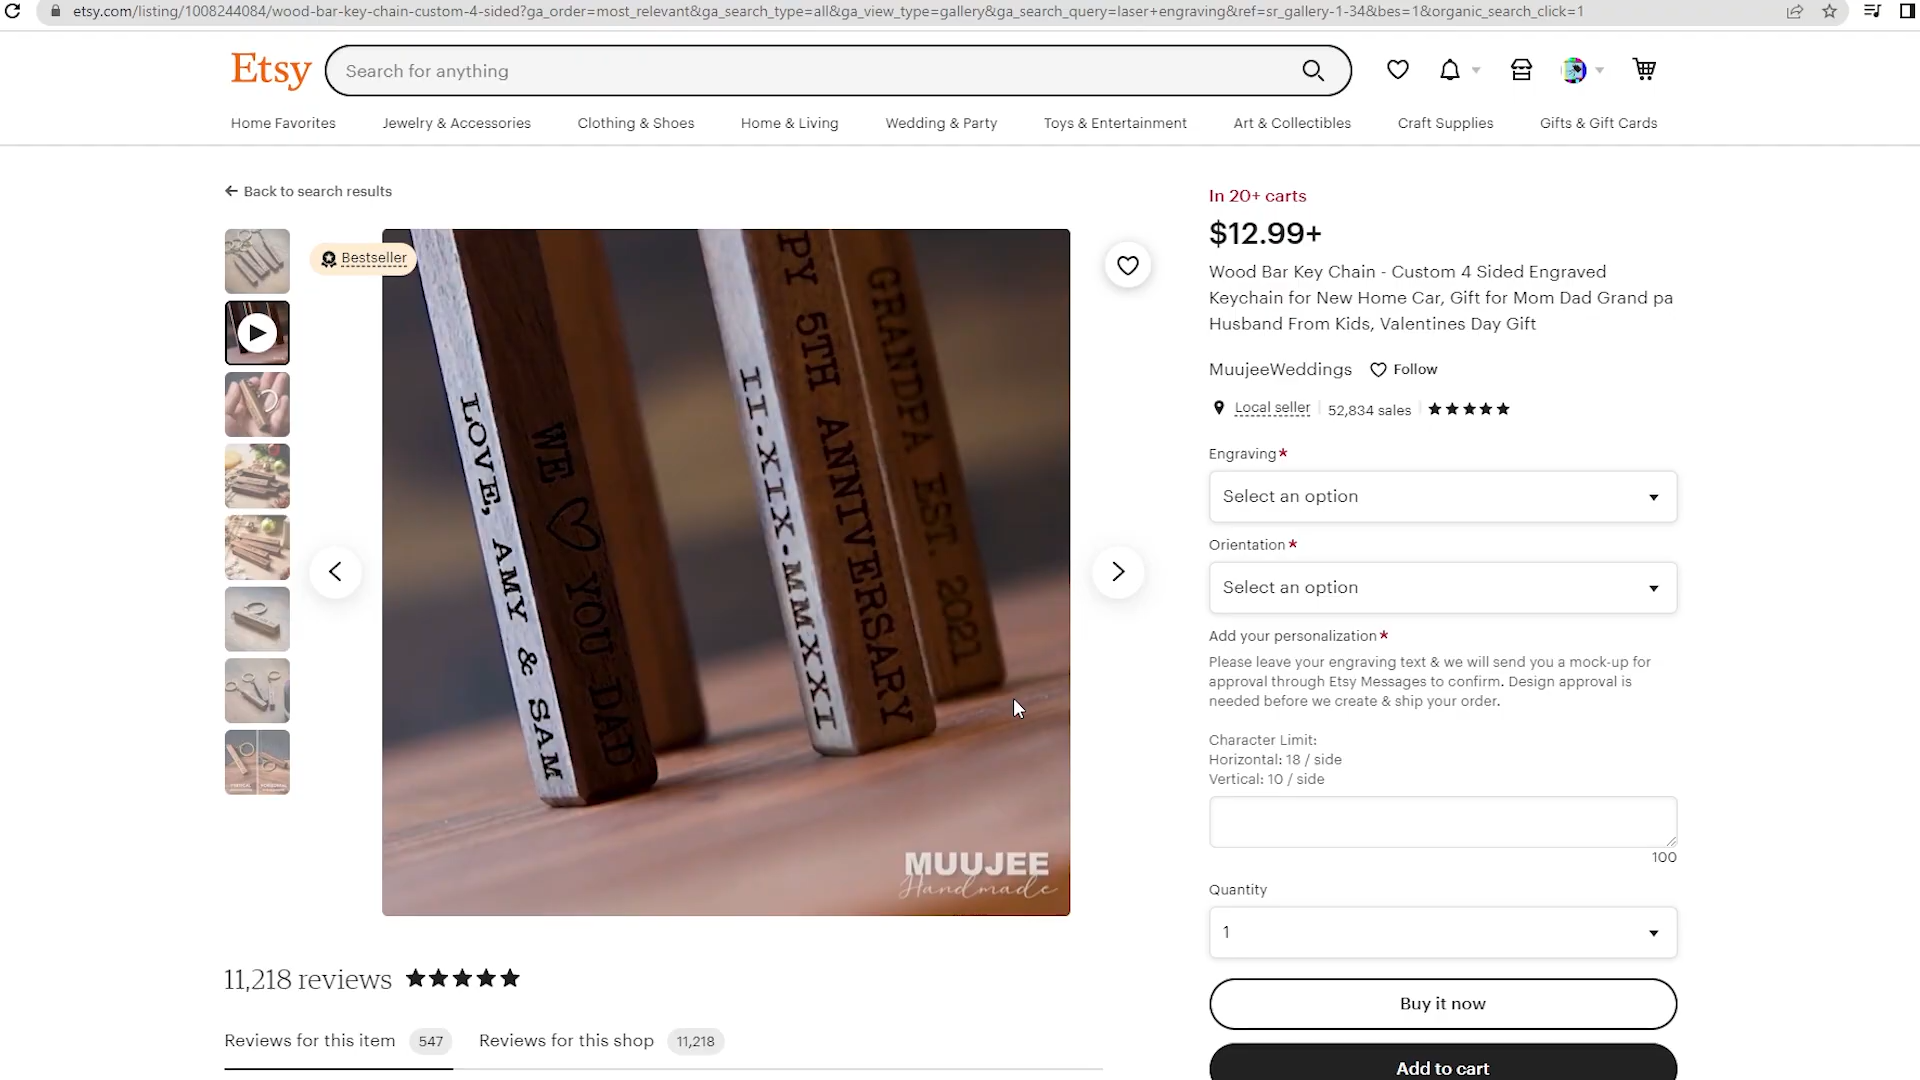 etsy.com/listing/1008244084/wood-bar-key-chain-custom-4-sided?ga_order=most_relevant&ga_search_type=all&ga_view_type=gallery&ga_search_query=laser+engraving&ref=sr_gallery-1-34&bes=1&organic_search_click=1
Etsy
Search for anything
Home Favorites
Jewelry & Accessories
Clothing & Shoes
Home & Living
Wedding & Party
Toys & Entertainment
Art & Collectibles
Craft Supplies
Gifts & Gift Cards
Back to search results
Bestseller
LOVE, AMY & SAM
WE ♡ YOU DAD
II·XIX·MMXXI
PY 5TH ANNIVERSARY
GRANDPA EST. 2021
MUUJEE
Handmade
In 20+ carts
$12.99+
Wood Bar Key Chain - Custom 4 Sided Engraved
Keychain for New Home Car, Gift for Mom Dad Grand pa
Husband From Kids, Valentines Day Gift
MuujeeWeddings
Follow
Local seller
52,834 sales
Engraving*
Select an option
Orientation*
Select an option
Add your personalization*
Please leave your engraving text & we will send you a mock-up for
approval through Etsy Messages to confirm. Design approval is
needed before we create & ship your order.
Character Limit:
Horizontal: 18 / side
Vertical: 10 / side
100
Quantity
1
Buy it now
Add to cart
11,218 reviews
Reviews for this item 547
Reviews for this shop 11,218